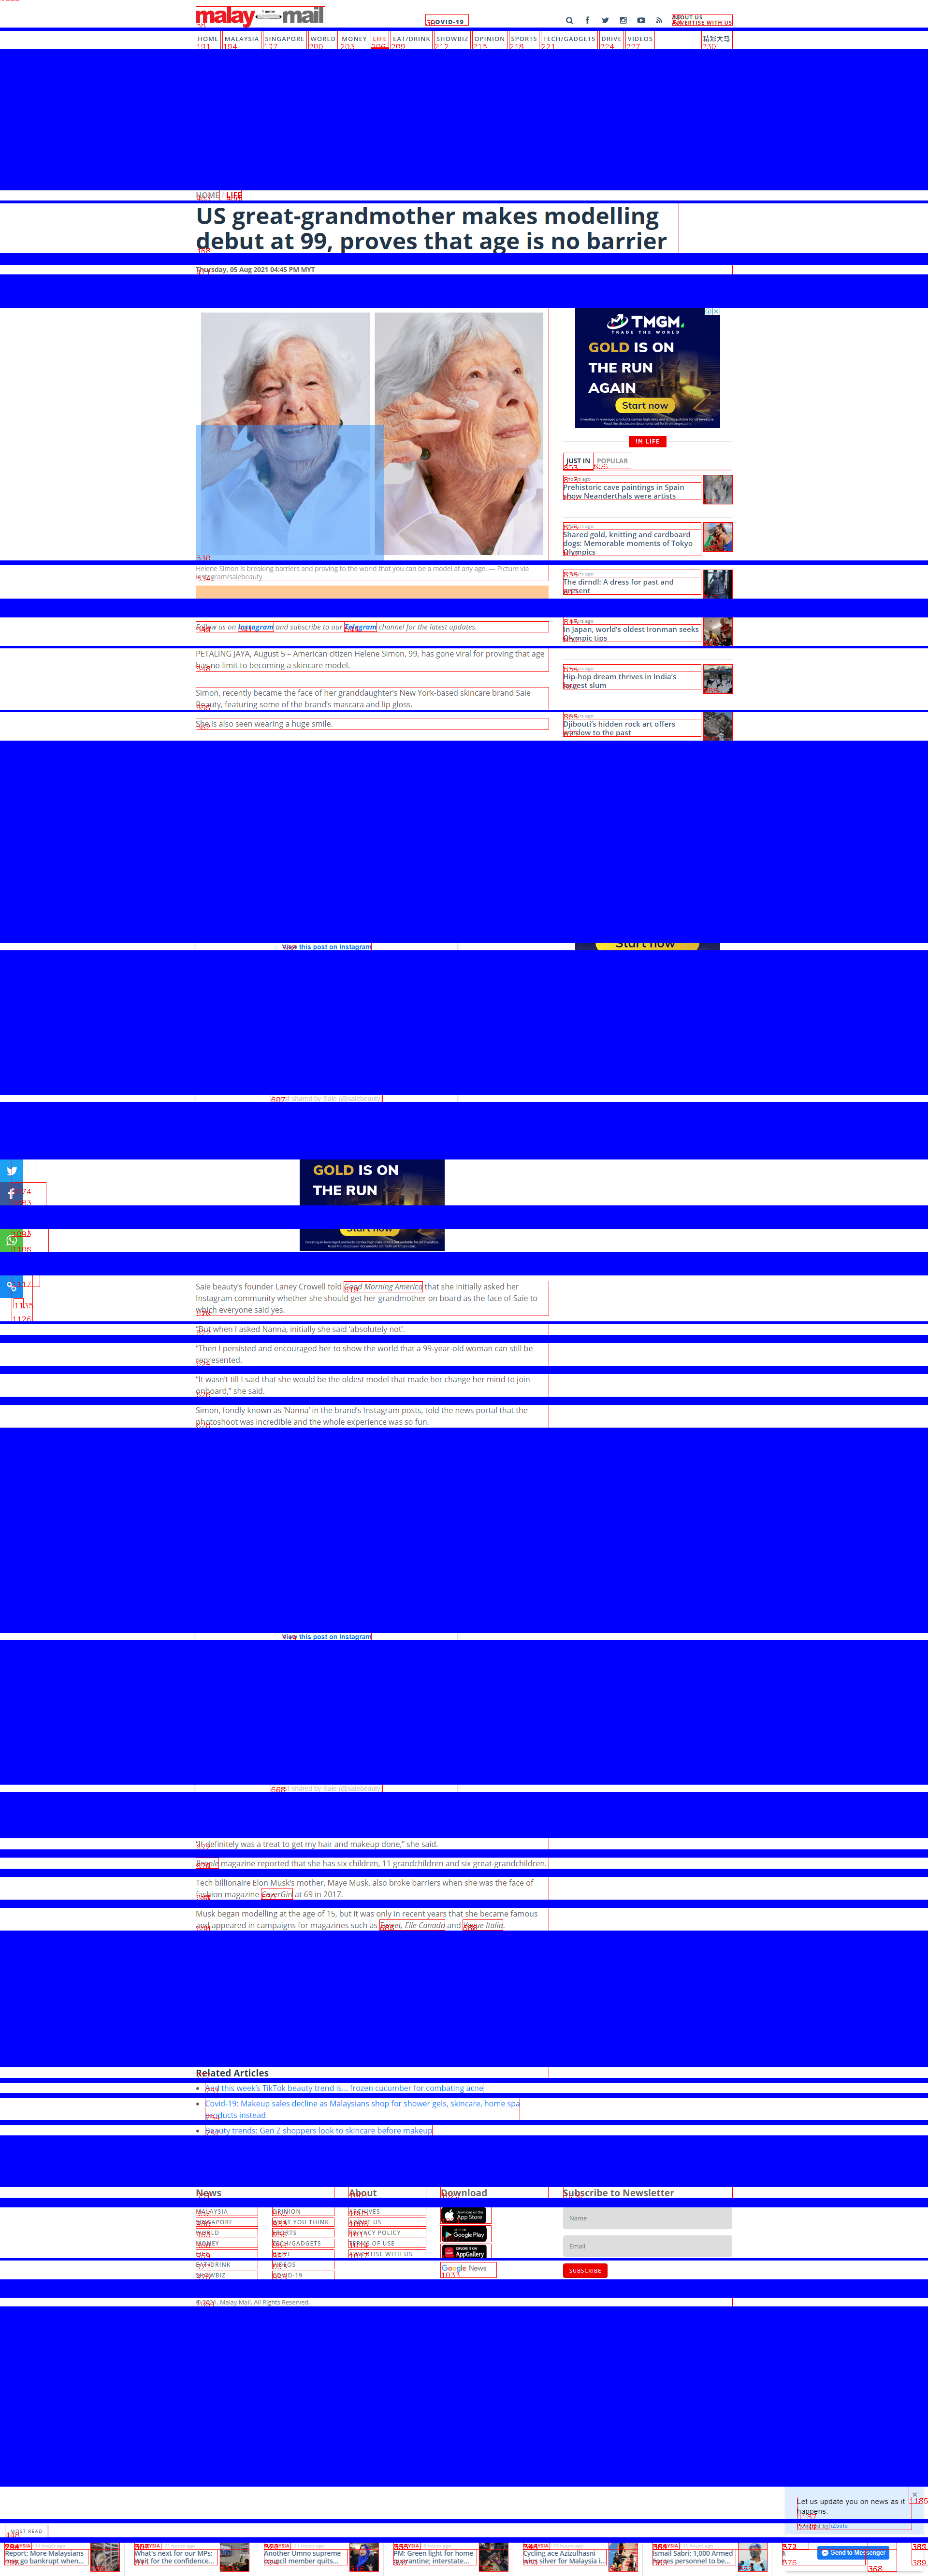 malay mail
COVID-19
ABOUT US
ADVERTISE WITH US
HOME MALAYSIA SINGAPORE WORLD MONEY LIFE EAT/DRINK SHOWBIZ OPINION SPORTS TECH/GADGETS DRIVE VIDEOS 精彩大马
HOME LIFE
US great-grandmother makes modelling
debut at 99, proves that age is no barrier
Thursday, 05 Aug 2021 04:45 PM MYT
TMGM
TRADE THE WORLD
GOLD IS ON
THE RUN
AGAIN
Start now
IN LIFE
JUST IN POPULAR
Prehistoric cave paintings in Spain
show Neanderthals were artists
Shared gold, knitting and cardboard
dogs: Memorable moments of Tokyo
Olympics
The dirndl: A dress for past and
present
In Japan, world's oldest Ironman seeks
Olympic tips
Hip-hop dream thrives in India's
largest slum
Djibouti's hidden rock art offers
window to the past
Helene Simon is breaking barriers and proving to the world that you can be a model at any age. — Picture via
Instagram/saiebeauty
Follow us on Instagram and subscribe to our Telegram channel for the latest updates.
PETALING JAYA, August 5 – American citizen Helene Simon, 99, has gone viral for proving that age
has no limit to becoming a skincare model.
Simon, recently became the face of her granddaughter's New York-based skincare brand Saie
Beauty, featuring some of the brand's mascara and lip gloss.
She is also seen wearing a huge smile.
Start now
View this post on Instagram
shared by Saie (@saiebeauty)
GOLD IS ON
THE RUN
Start now
Saie beauty's founder Laney Crowell told Good Morning America that she initially asked her
Instagram community whether she should get her grandmother on board as the face of Saie to
which everyone said yes.
"But when I asked Nanna, initially she said 'absolutely not'.
"Then I persisted and encouraged her to show the world that a 99-year-old woman can still be
represented.
"It wasn't till I said that she would be the oldest model that made her change her mind to join
onboard," she said.
Simon, fondly known as 'Nanna' in the brand's Instagram posts, told the news portal that the
photoshoot was incredible and the whole experience was so fun.
View this post on Instagram
shared by Saie (@saiebeauty)
"It definitely was a treat to get my hair and makeup done," she said.
People magazine reported that she has six children, 11 grandchildren and six great-grandchildren.
Tech billionaire Elon Musk's mother, Maye Musk, also broke barriers when she was the face of
fashion magazine CoverGirl at 69 in 2017.
Musk began modelling at the age of 15, but it was only in recent years that she became famous
and appeared in campaigns for magazines such as Target, Elle Canada and Vogue Italia.
Related Articles
And this week's TikTok beauty trend is... frozen cucumber for combating acne
Covid-19: Makeup sales decline as Malaysians shop for shower gels, skincare, home spa
products instead
Beauty trends: Gen Z shoppers look to skincare before makeup
News About Download Subscribe to Newsletter
MALAYSIA OPINION ARCHIVES
SINGAPORE WHAT YOU THINK ABOUT US
WORLD SPORTS PRIVACY POLICY
MONEY TECH/GADGETS TERMS OF USE
LIFE DRIVE ADVERTISE WITH US
EAT/DRINK VIDEOS
SHOWBIZ COVID-19
App Store
Google Play
AppGallery
Google News
Name
Email
SUBSCRIBE
© 2021, Malay Mail, All Rights Reserved.
Let us update you on news as it
happens.
MOST READ
Report: More Malaysians
may go bankrupt when...
What's next for our MPs:
Wait for the confidence...
Another Umno supreme
council member quits...
PM: Green light for home
quarantine; interstate...
Cycling ace Azizulhasni
wins silver for Malaysia i...
Ismail Sabri: 1,000 Armed
Forces personnel to be...
Send to Messenger